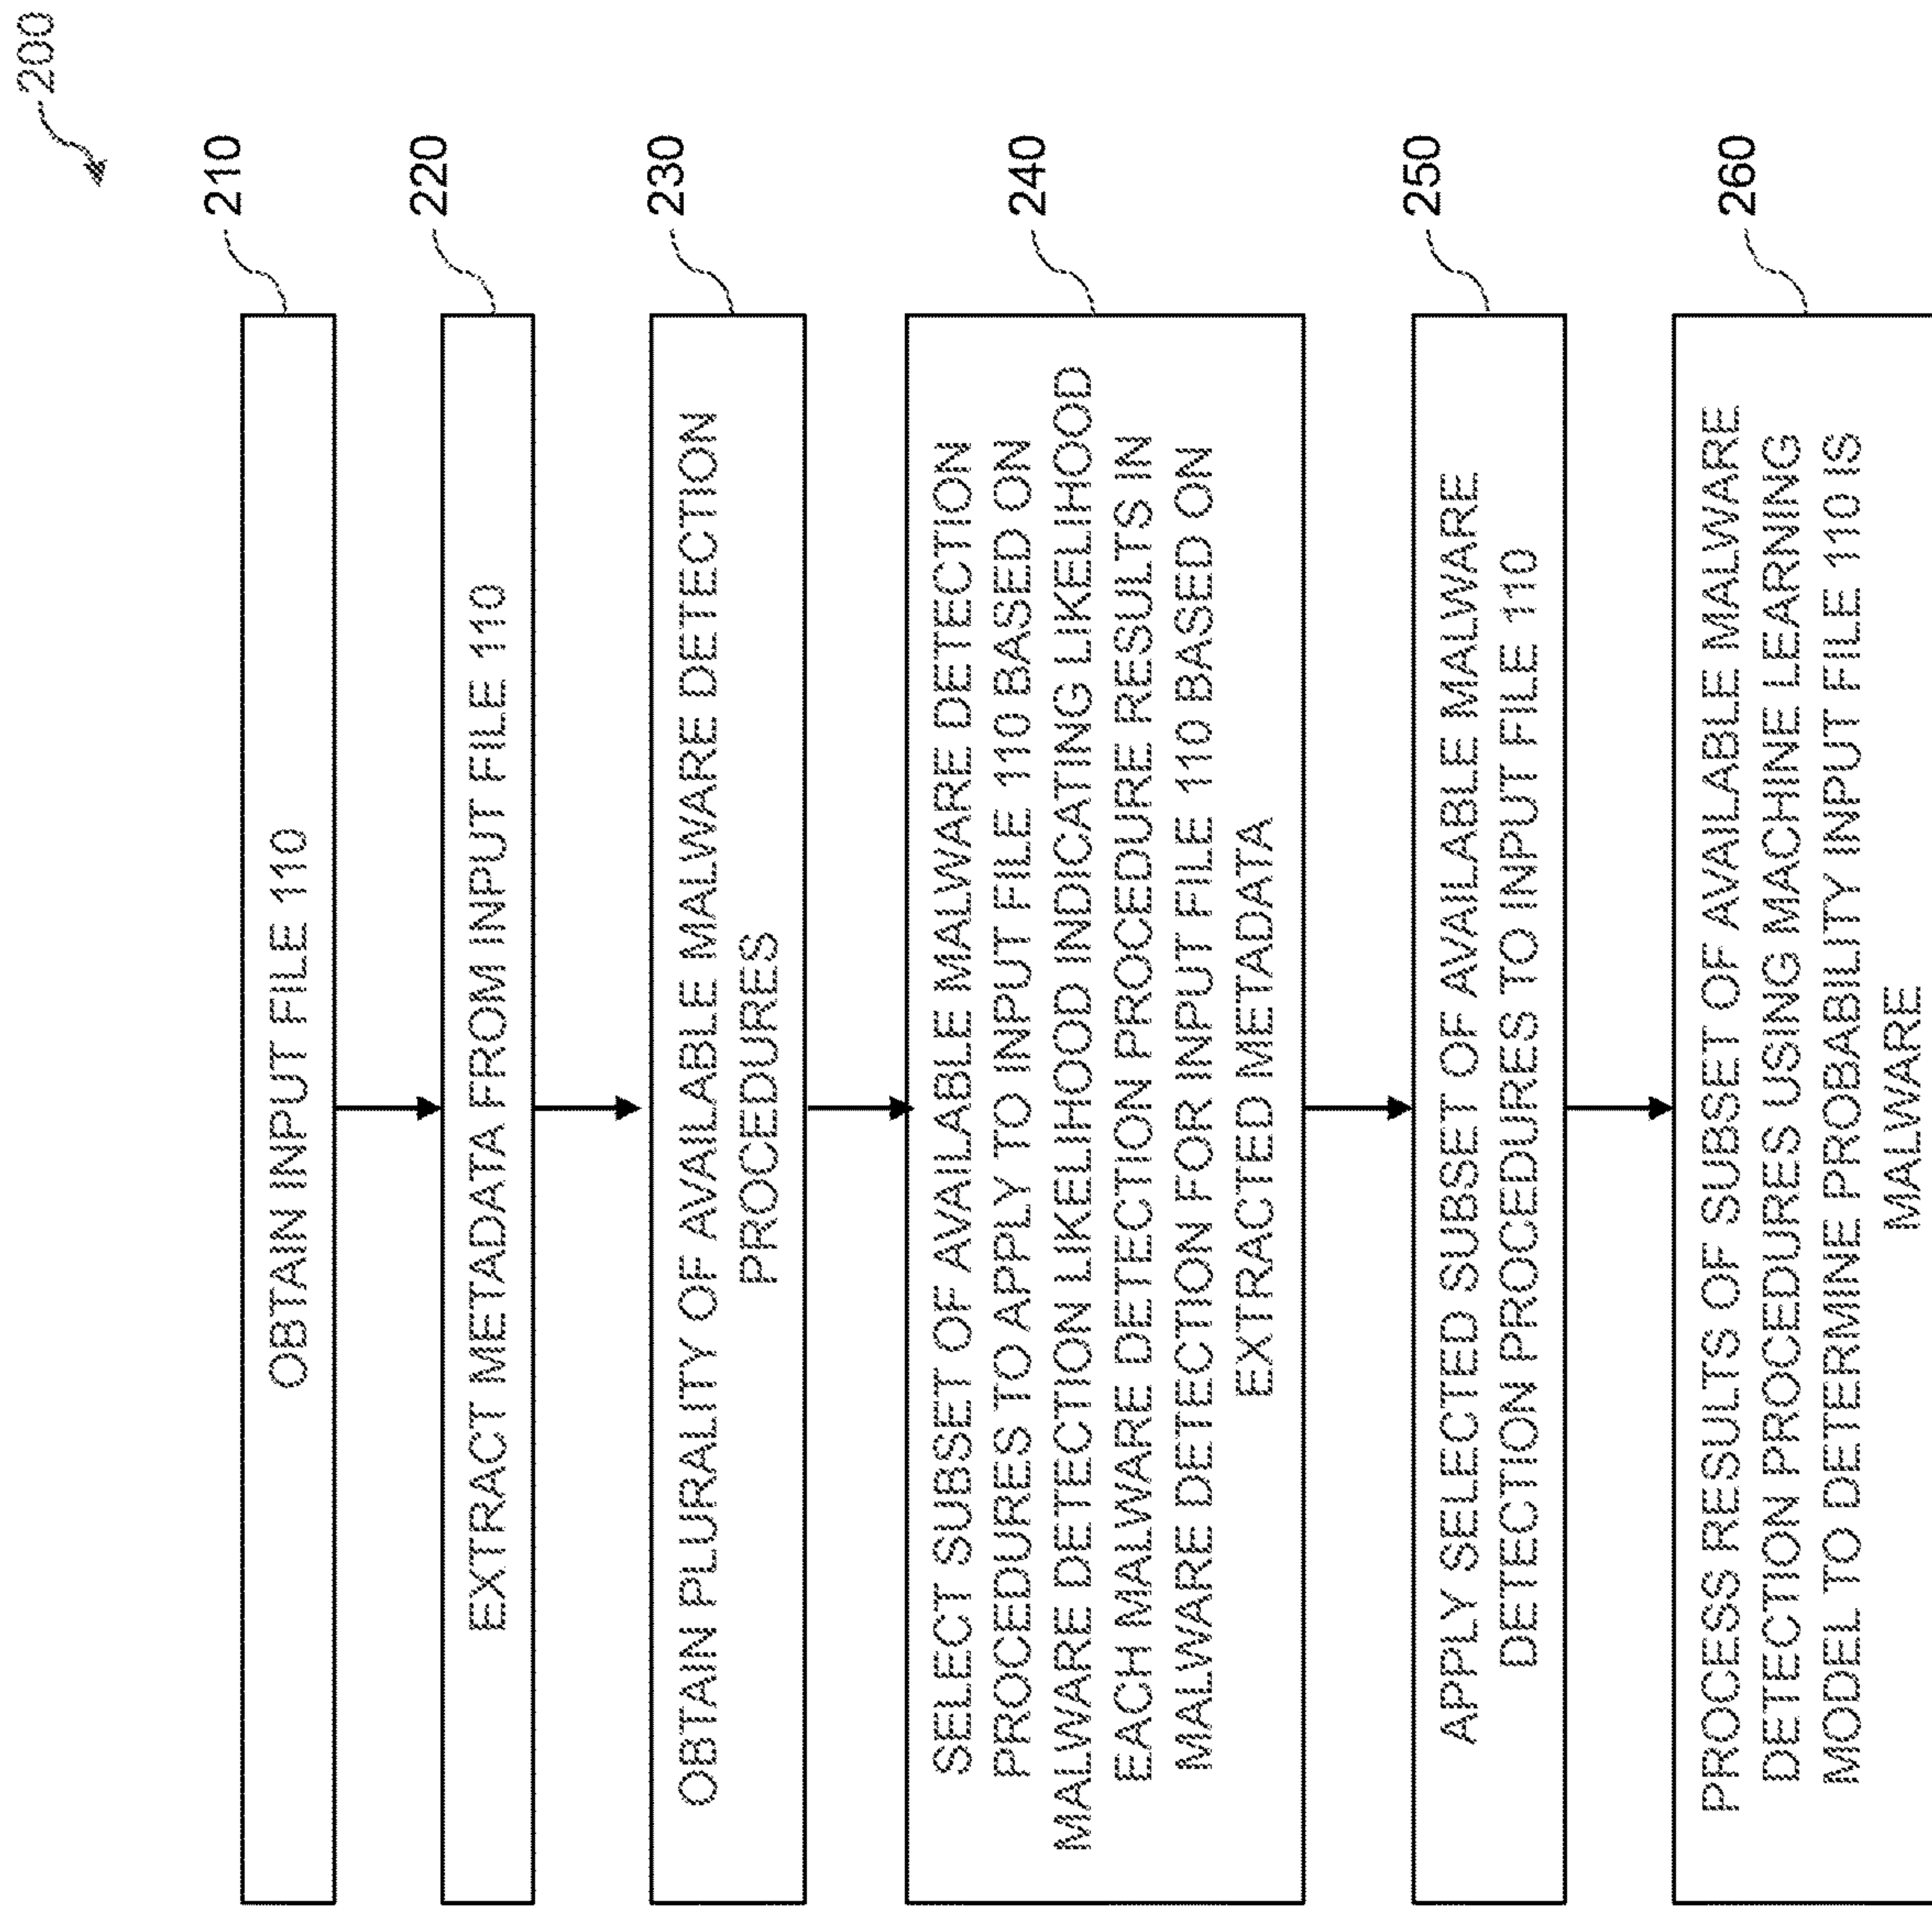 200
210
OBTAIN INPUT FILE 110
220
EXTRACT METADATA FROM INPUT FILE 110
230
OBTAIN PLURALITY OF AVAILABLE MALWARE DETECTION
PROCEDURES
240
SELECT SUBSET OF AVAILABLE MALWARE DETECTION
PROCEDURES TO APPLY TO INPUT FILE 110 BASED ON
MALWARE DETECTION LIKELIHOOD INDICATING LIKELIHOOD
EACH MALWARE DETECTION PROCEDURE RESULTS IN
MALWARE DETECTION FOR INPUT FILE 110 BASED ON
EXTRACTED METADATA
250
APPLY SELECTED SUBSET OF AVAILABLE MALWARE
DETECTION PROCEDURES TO INPUT FILE 110
260
PROCESS RESULTS OF SUBSET OF AVAILABLE MALWARE
DETECTION PROCEDURES USING MACHINE LEARNING
MODEL TO DETERMINE PROBABILITY INPUT FILE 110 IS
MALWARE